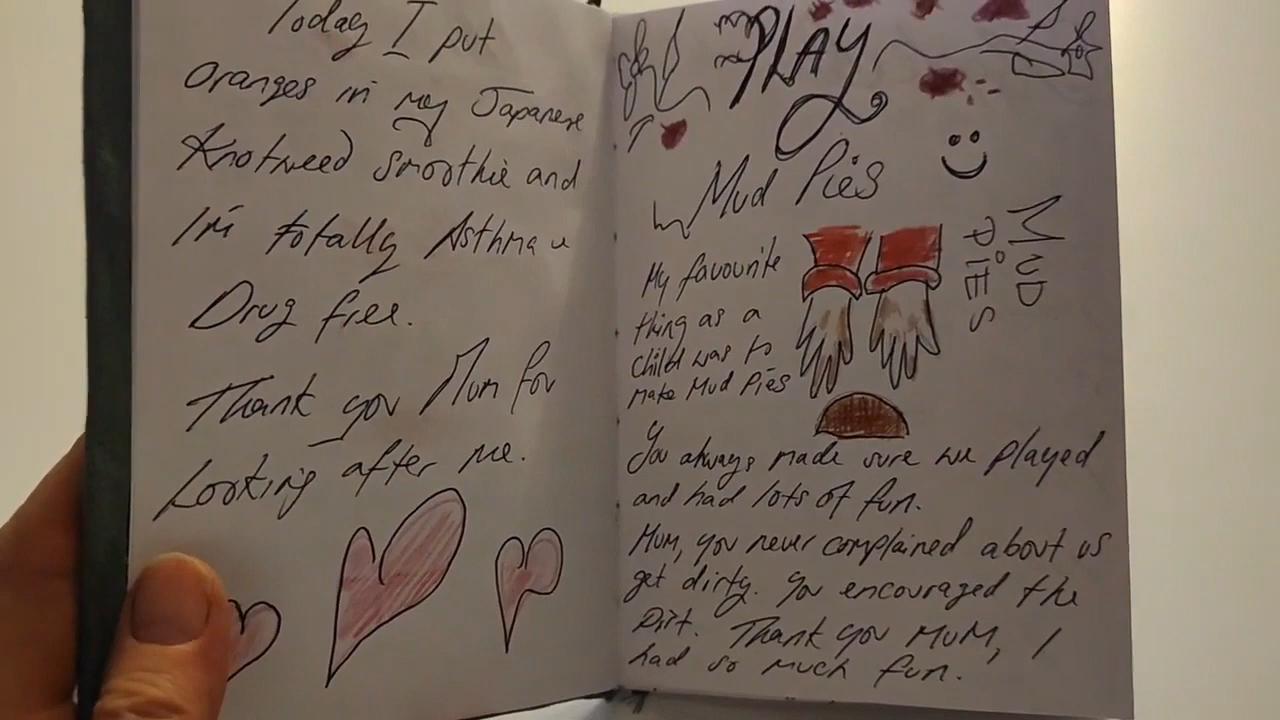 Today I put
Oranges in my Japanese
Knotweed smoothie and
I'm totally Asthma
Drug free.
Thank you Mum for
Looking after me.
PLAY
Mud Pies
MUD
PIES
My favourite
thing as a
child was to
make Mud Pies
You always made sure we played
and had lots of fun.
Mum, you never complained about us
get dirty. You encouraged the
Dirt. Thank you MUM, I
had so much fun.